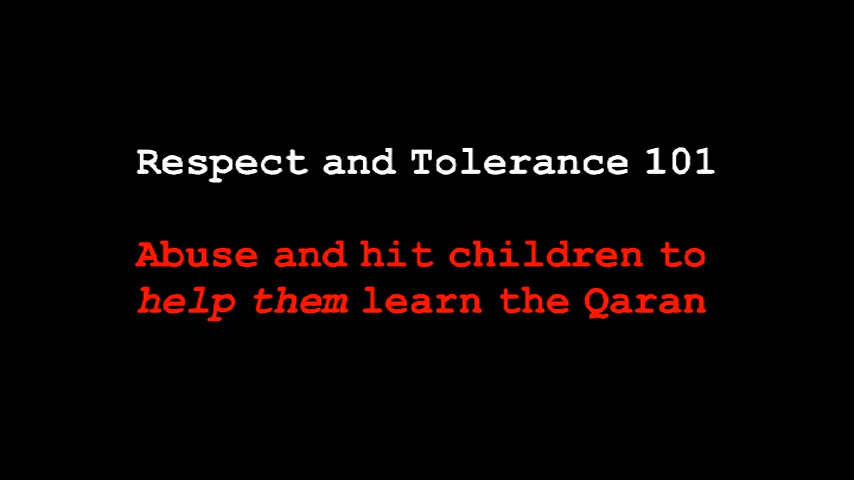 Respect and Tolerance 101
Abuse and hit children to
help them learn the Qaran